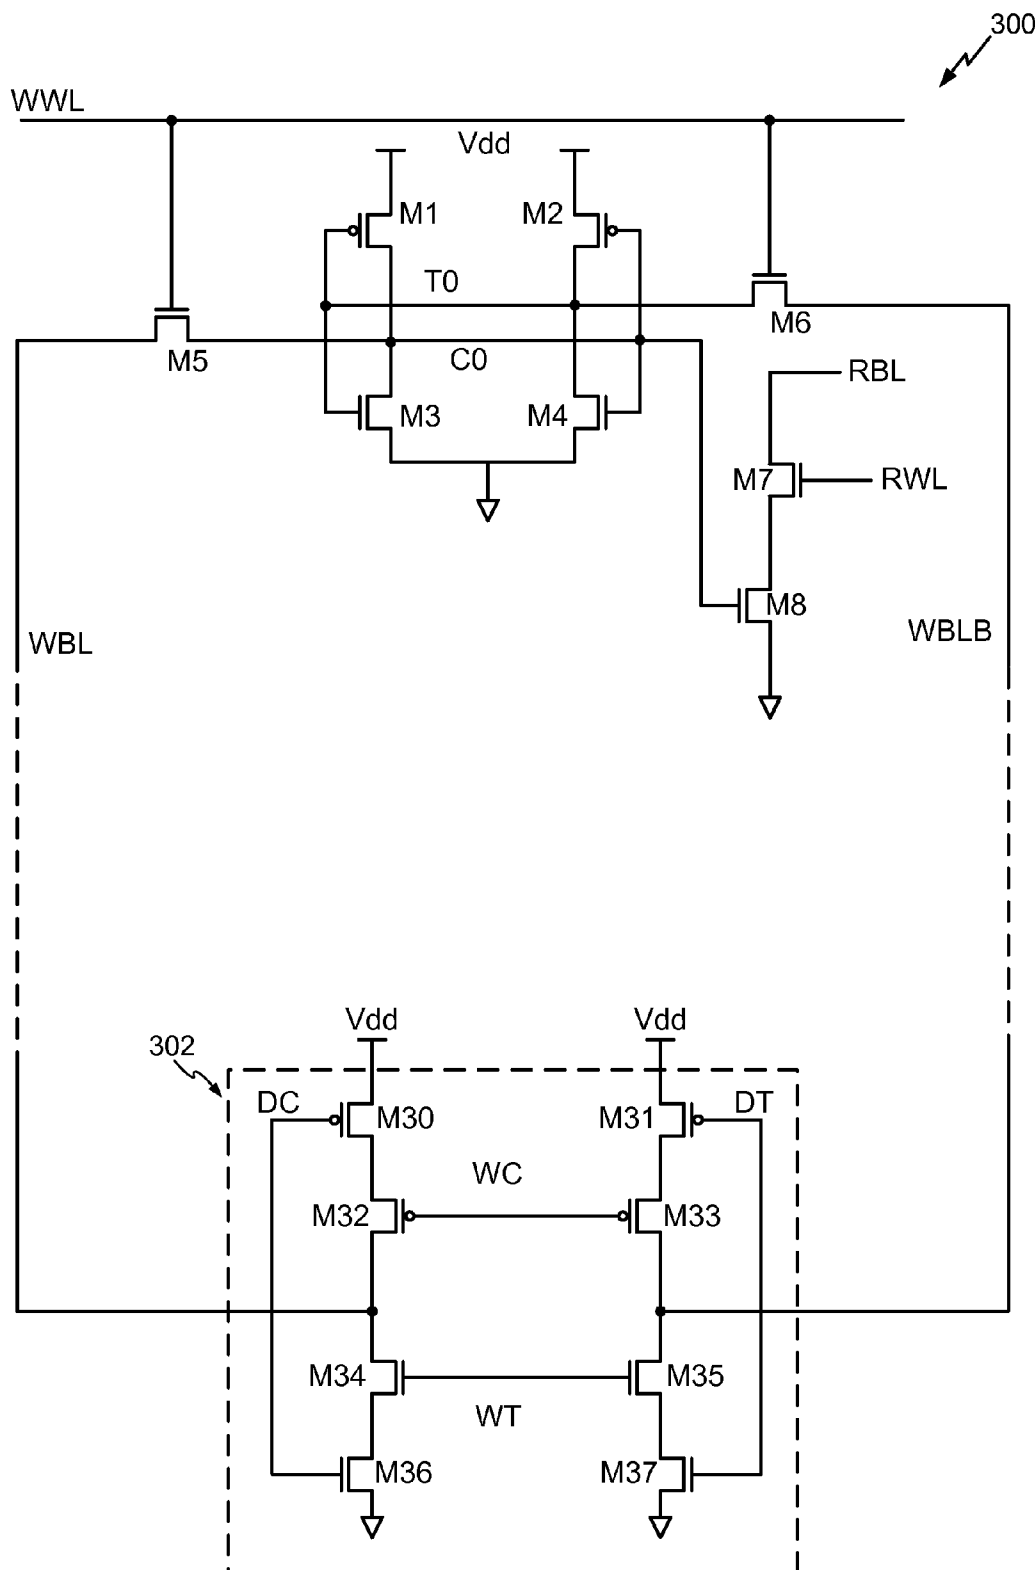 300
WWL
Vdd
M1 M2
T0
M6
M5
C0
RBL
M3 M4
M7 RWL
M8
WBL WBLB
Vdd Vdd
302
DC M30 M31 DT
WC
M32 M33
M34 M35
WT
M36 M37